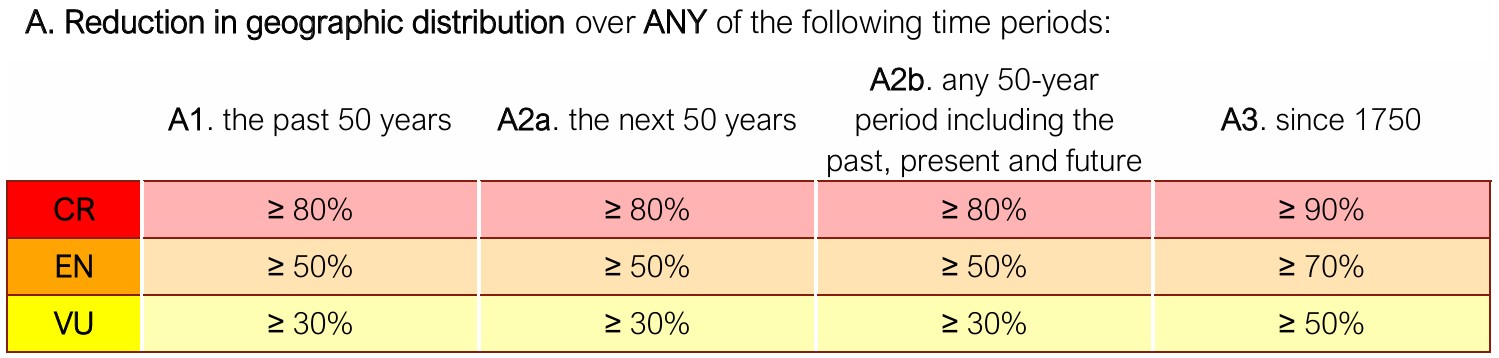 A. Reduction in geographic distribution over ANY of the following time periods:
A1. the past 50 years
A2a. the next 50 years
A2b. any 50-year
period including the
past, present and future
A3. since 1750
CR ≥ 80% ≥ 80% ≥ 80% ≥ 90%
EN ≥ 50% ≥ 50% ≥ 50% ≥ 70%
VU ≥ 30% ≥ 30% ≥ 30% ≥ 50%